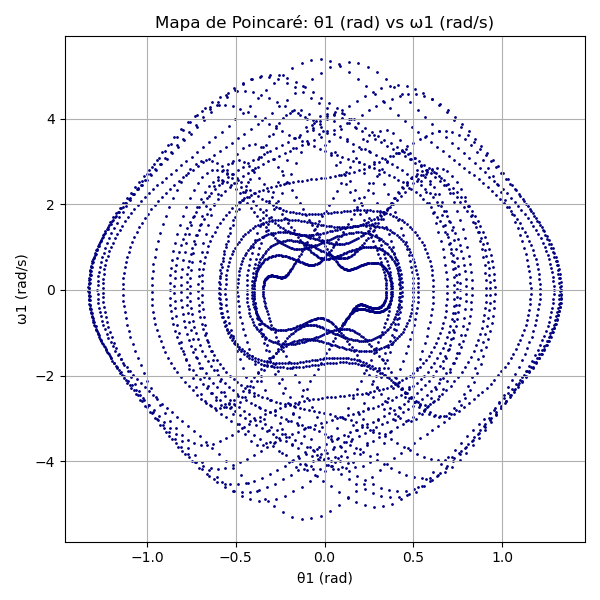 Mapa de Poincaré: θ1 (rad) vs ω1 (rad/s)
ω1 (rad/s)
4
2
0
−2
−4
−1.0 −0.5 0.0 0.5 1.0
θ1 (rad)